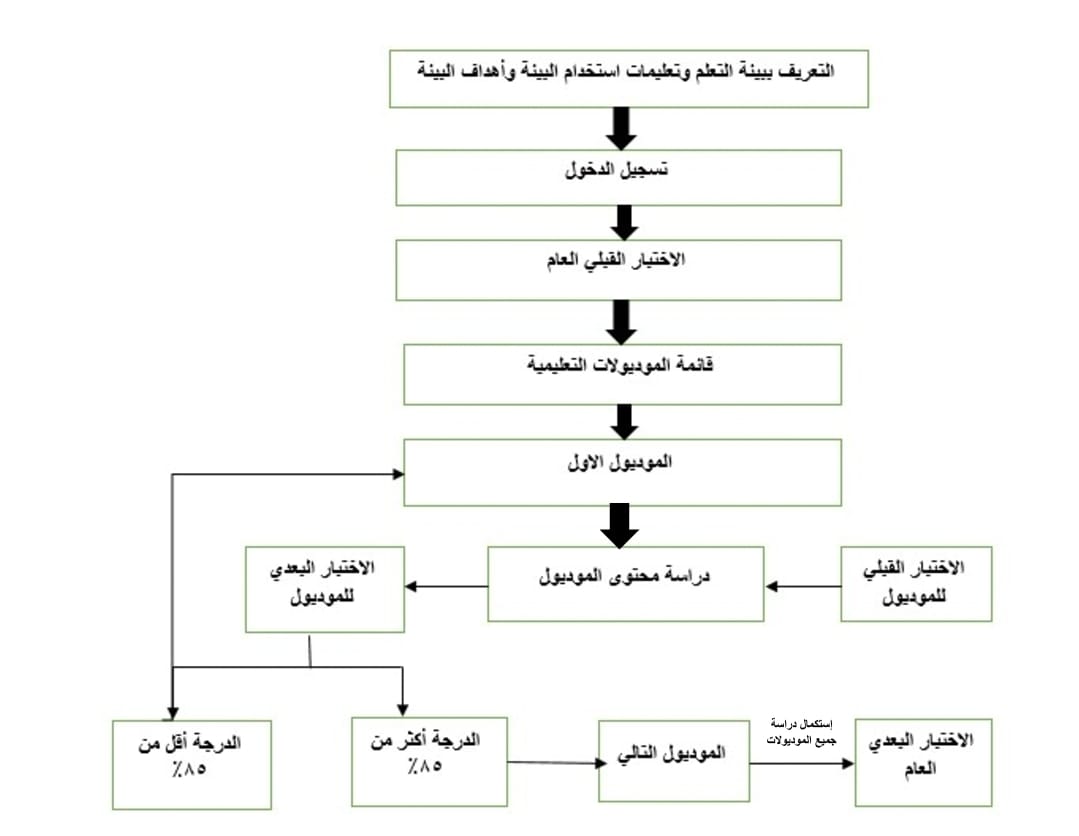 التعريف ببيئة التعلم وتعليمات استخدام البيئة وأهداف البيئة
تسجيل الدخول
الاختبار القبلي العام
قائمة الموديولات التعليمية
الموديول الاول
الاختبار القبلي
للموديول
دراسة محتوى الموديول
الاختبار البعدي
للموديول
الدرجة أقل من
٨٥٪
الدرجة أكثر من
٨٥٪
الموديول التالي
إستكمال دراسة
جميع الموديولات
الاختبار البعدي
العام